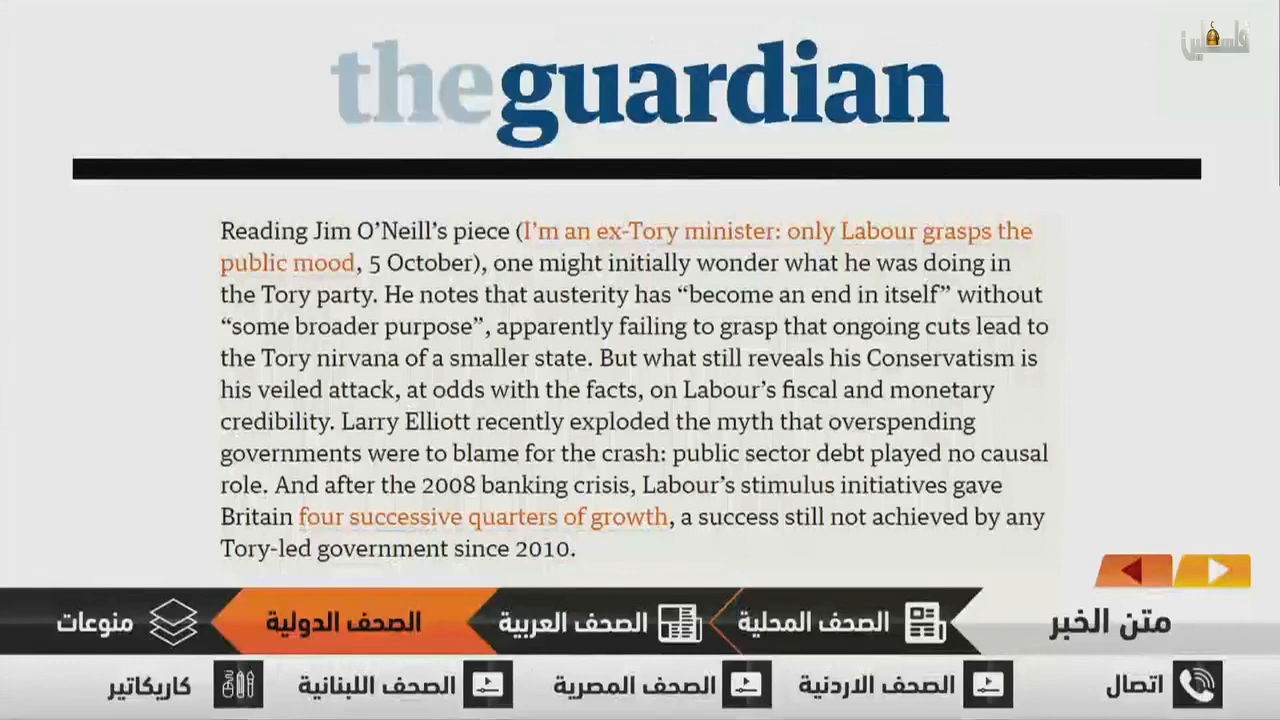 فلسطين
theguardian
Reading Jim O’Neill’s piece (I’m an ex-Tory minister: only Labour grasps the
public mood, 5 October), one might initially wonder what he was doing in
the Tory party. He notes that austerity has “become an end in itself” without
“some broader purpose”, apparently failing to grasp that ongoing cuts lead to
the Tory nirvana of a smaller state. But what still reveals his Conservatism is
his veiled attack, at odds with the facts, on Labour’s fiscal and monetary
credibility. Larry Elliott recently exploded the myth that overspending
governments were to blame for the crash: public sector debt played no causal
role. And after the 2008 banking crisis, Labour’s stimulus initiatives gave
Britain four successive quarters of growth, a success still not achieved by any
Tory-led government since 2010.
متن الخبر الصحف المحلية الصحف العربية الصحف الدولية منوعات
اتصال الصحف الاردنية الصحف المصرية الصحف اللبنانية كاريكاتير